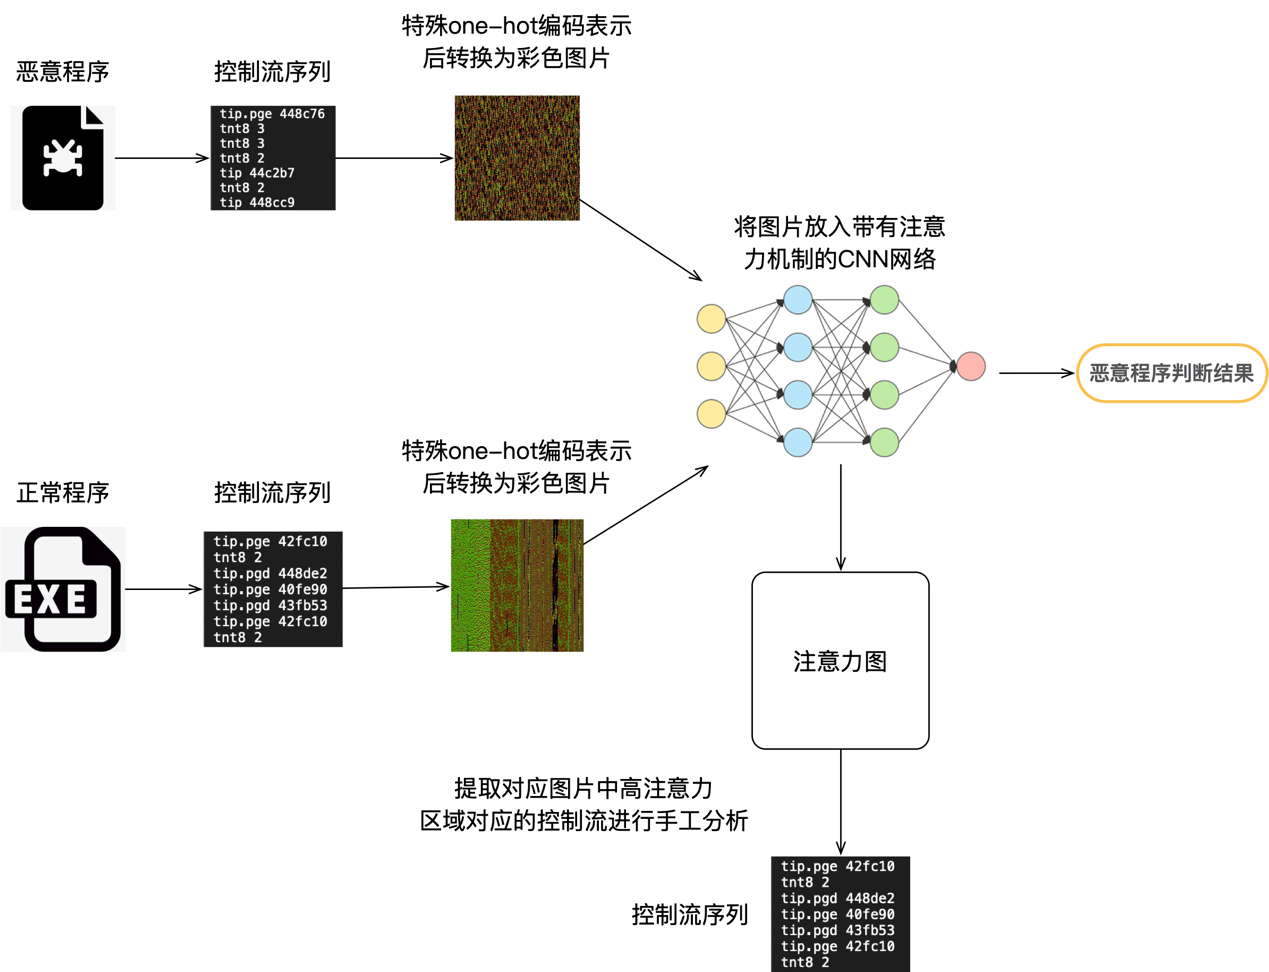 特殊one-hot编码表示
后转换为彩色图片
恶意程序
控制流序列
tip.pge 448c76
tnt8 3
tnt8 3
tnt8 2
tip 44c2b7
tnt8 2
tip 448cc9
将图片放入带有注意
力机制的CNN网络
恶意程序判断结果
特殊one-hot编码表示
后转换为彩色图片
正常程序
控制流序列
EXE
tip.pge 42fc10
tnt8 2
tip.pgd 448de2
tip.pge 40fe90
tip.pgd 43fb53
tip.pge 42fc10
tnt8 2
注意力图
提取对应图片中高注意力
区域对应的控制流进行手工分析
控制流序列
tip.pge 42fc10
tnt8 2
tip.pgd 448de2
tip.pge 40fe90
tip.pgd 43fb53
tip.pge 42fc10
tnt8 2